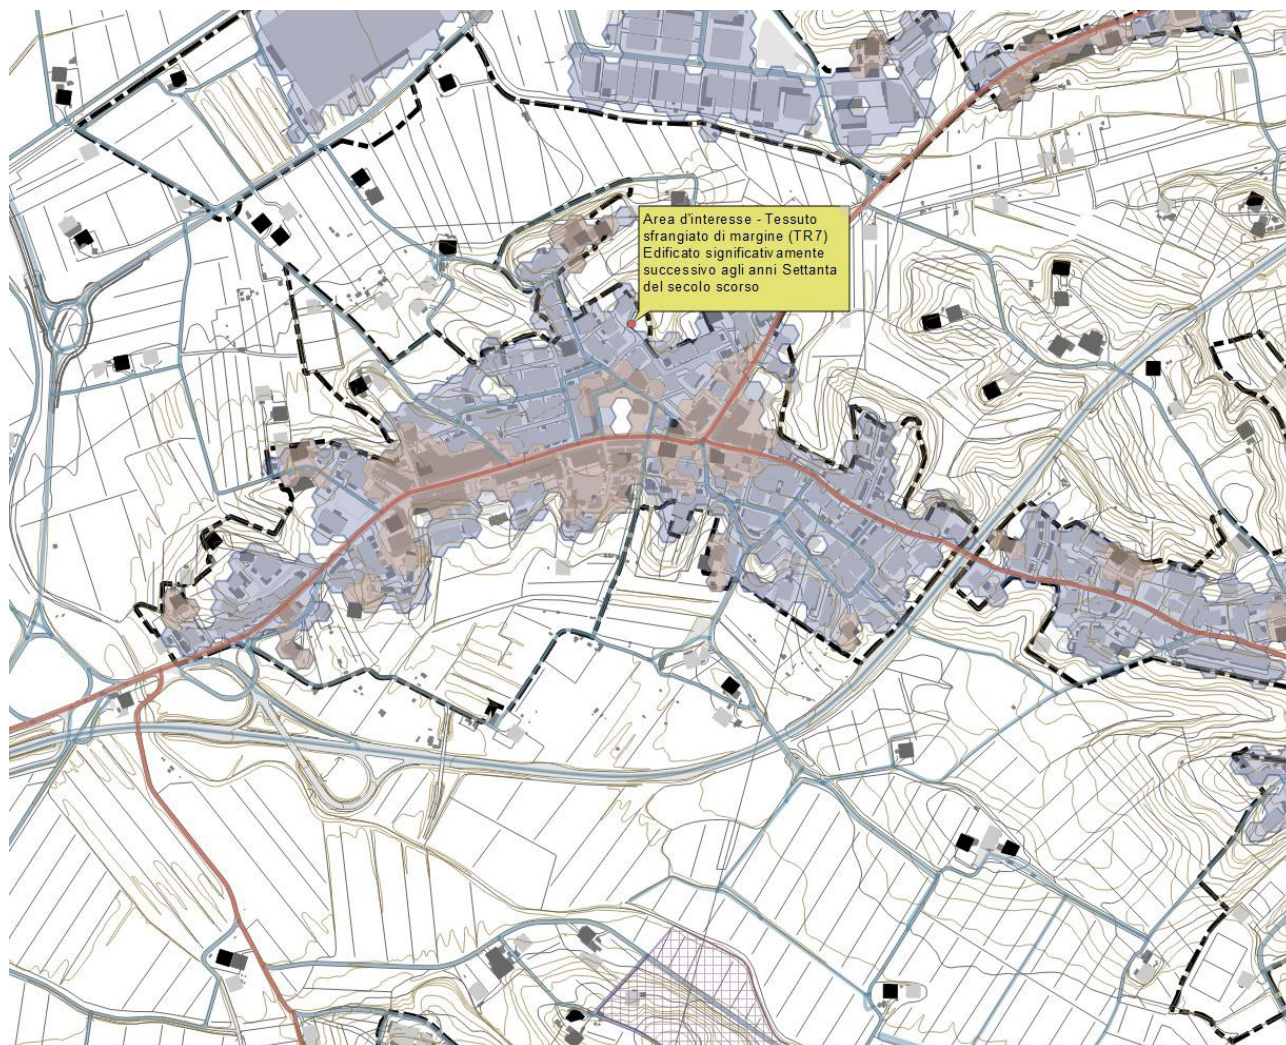 Area d'interesse - Tessuto
sfrangiato di margine (TR7)
Edificato significativamente
successivo agli anni Settanta
del secolo scorso